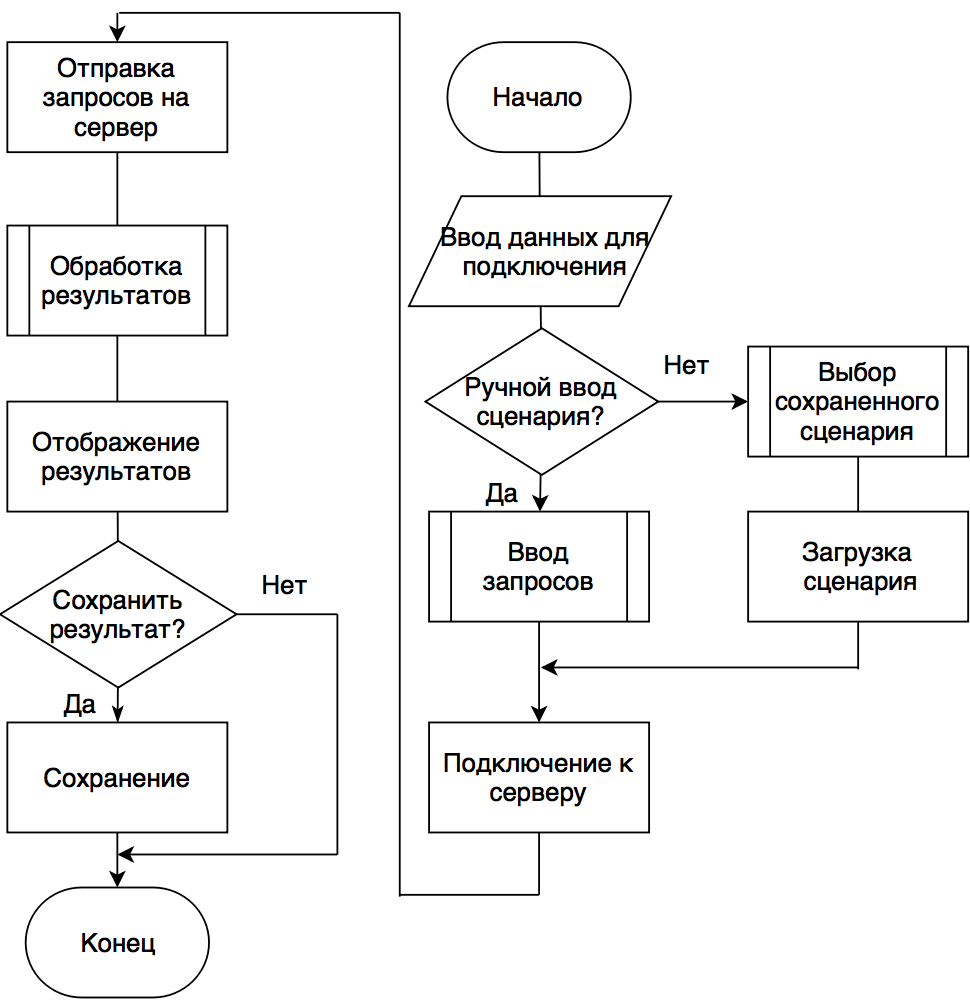 Отправка
запросов на
сервер
Обработка
результатов
Отображение
результатов
Сохранить
результат?
Нет
Да
Сохранение
Конец
Начало
Ввод данных для
подключения
Ручной ввод
сценария?
Нет
Да
Выбор
сохраненного
сценария
Загрузка
сценария
Ввод
запросов
Подключение к
серверу